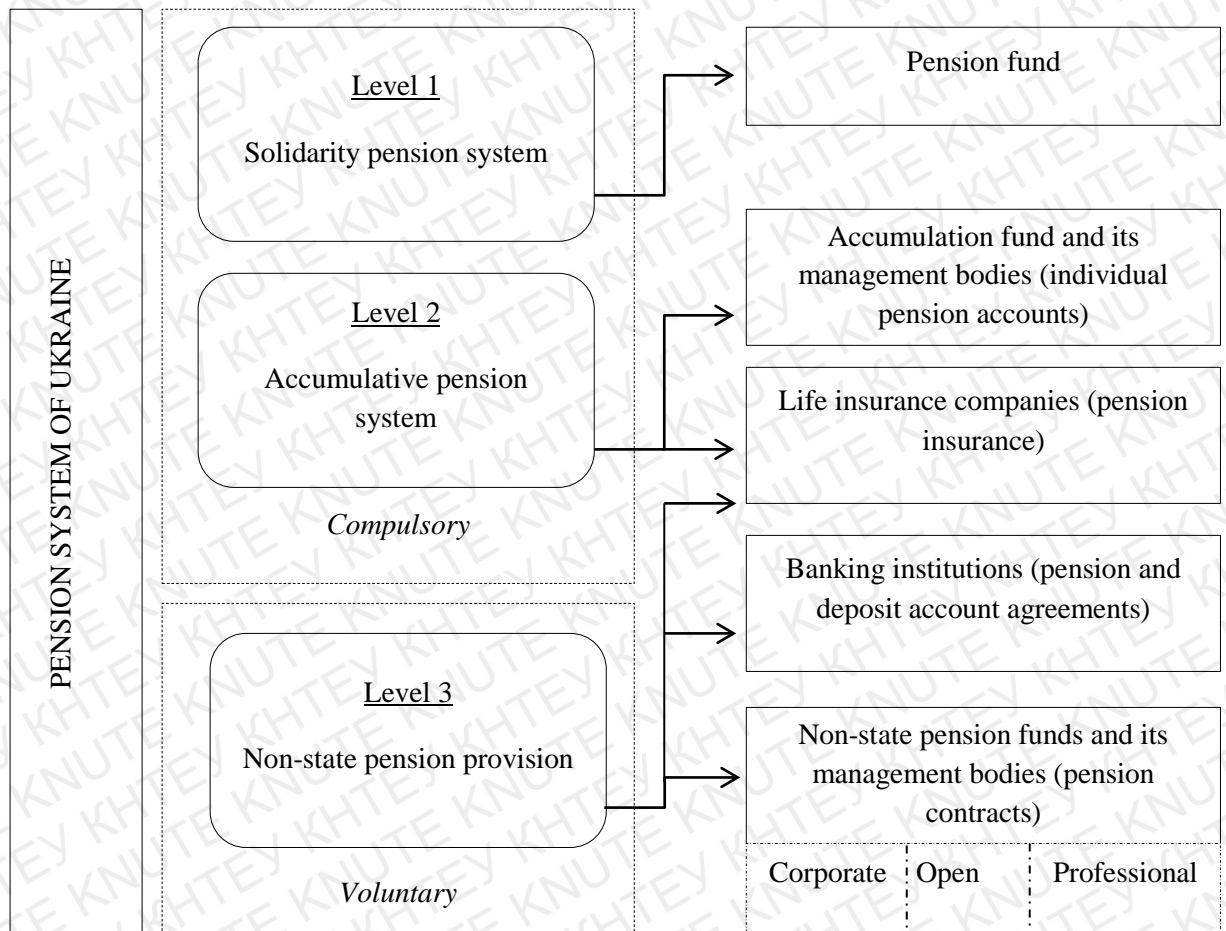 PENSION SYSTEM OF UKRAINE
Level 1
Solidarity pension system
Level 2
Accumulative pension
system
Compulsory
Level 3
Non-state pension provision
Voluntary
Pension fund
Accumulation fund and its
management bodies (individual
pension accounts)
Life insurance companies (pension
insurance)
Banking institutions (pension and
deposit account agreements)
Non-state pension funds and its
management bodies (pension
contracts)
Corporate Open Professional
KNUTE КНТЕУ